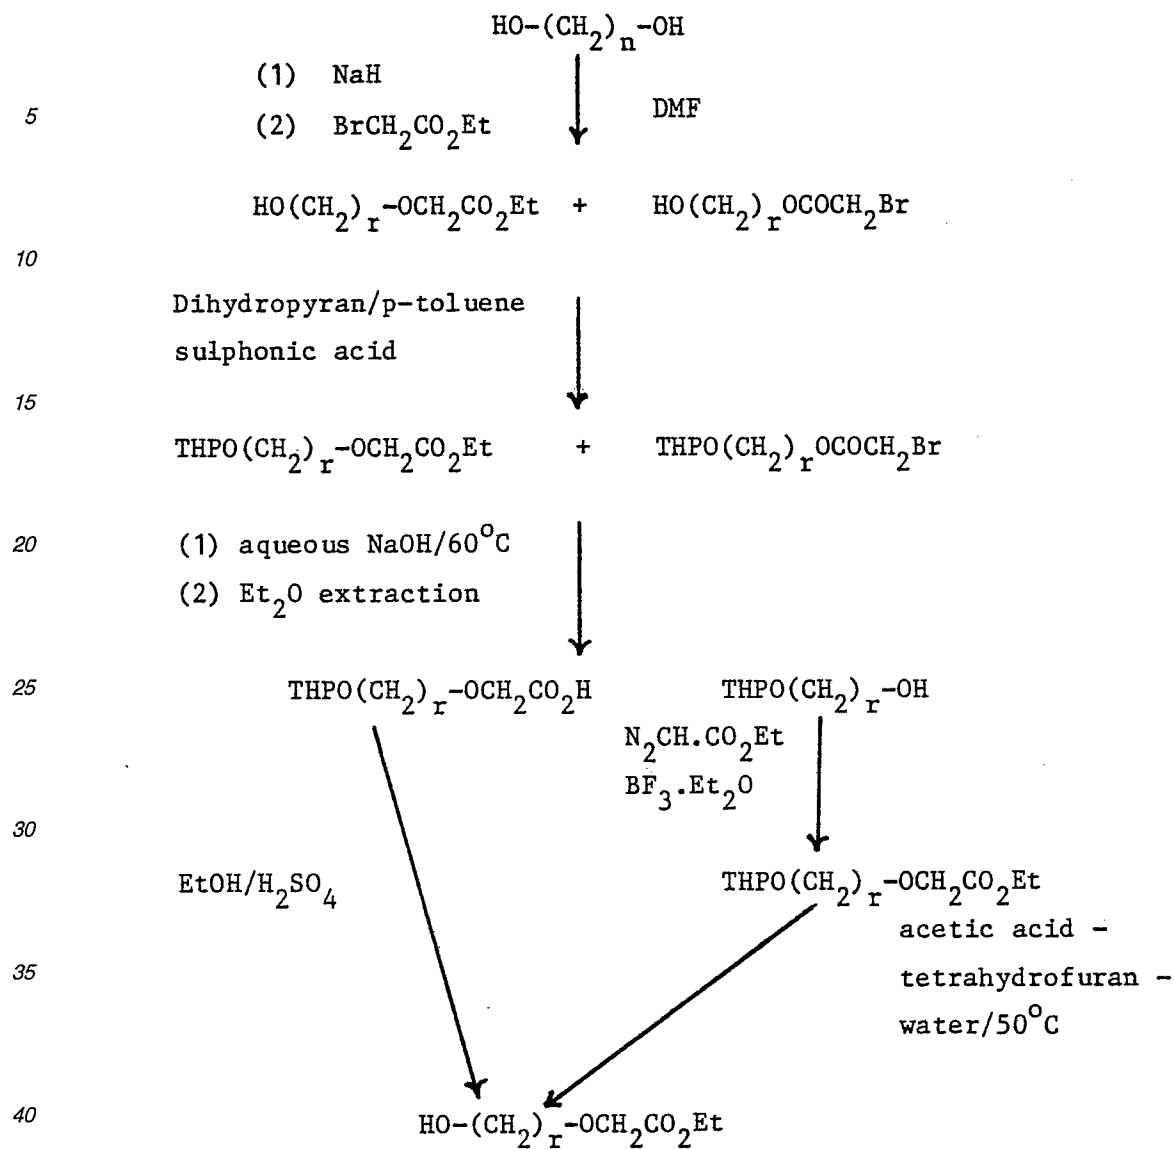 HO-(CH₂)ₙ-OH
(1) NaH
5
DMF
(2) BrCH₂CO₂Et
HO(CH₂)ᵣ-OCH₂CO₂Et + HO(CH₂)ᵣOCOCH₂Br
10
Dihydropyran/p-toluene
sulphonic acid
15
THPO(CH₂)ᵣ-OCH₂CO₂Et + THPO(CH₂)ᵣOCOCH₂Br
20 (1) aqueous NaOH/60°C
(2) Et₂O extraction
25 THPO(CH₂)ᵣ-OCH₂CO₂H THPO(CH₂)ᵣ-OH
N₂CH.CO₂Et
BF₃.Et₂O
30
EtOH/H₂SO₄ THPO(CH₂)ᵣ-OCH₂CO₂Et
acetic acid -
35 tetrahydrofuran -
water/50°C
40 HO-(CH₂)ᵣ-OCH₂CO₂Et